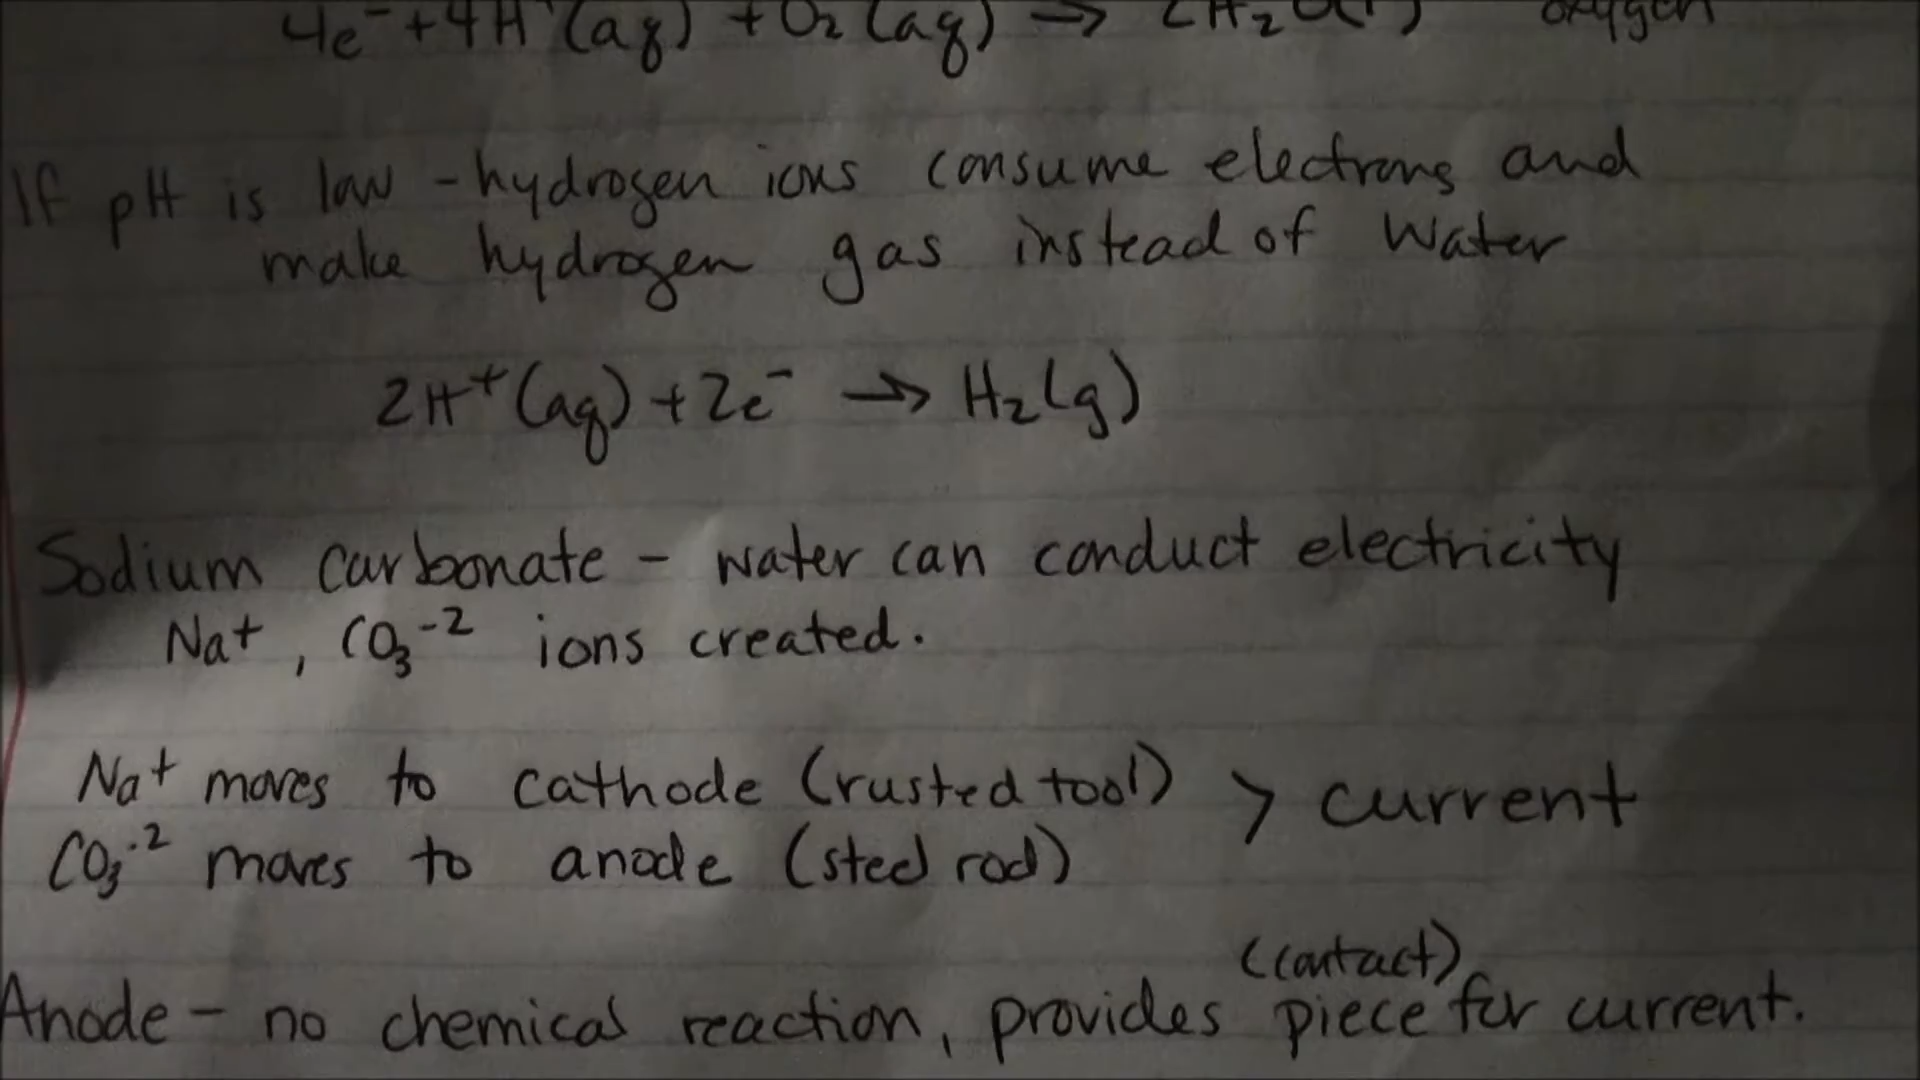 4e⁻ + 4H⁺(aq) + O₂(aq) → 2H₂O(l) oxygen
If pH is low - hydrogen ions consume electrons and
make hydrogen gas instead of water
2H⁺(aq) + 2e⁻ → H₂(g)
Sodium carbonate - water can conduct electricity
Na⁺, CO₃⁻² ions created.
Na⁺ moves to cathode (rusted tool) > current
CO₃⁻² moves to anode (steel rod)
(contact)
Anode - no chemical reaction, provides piece for current.